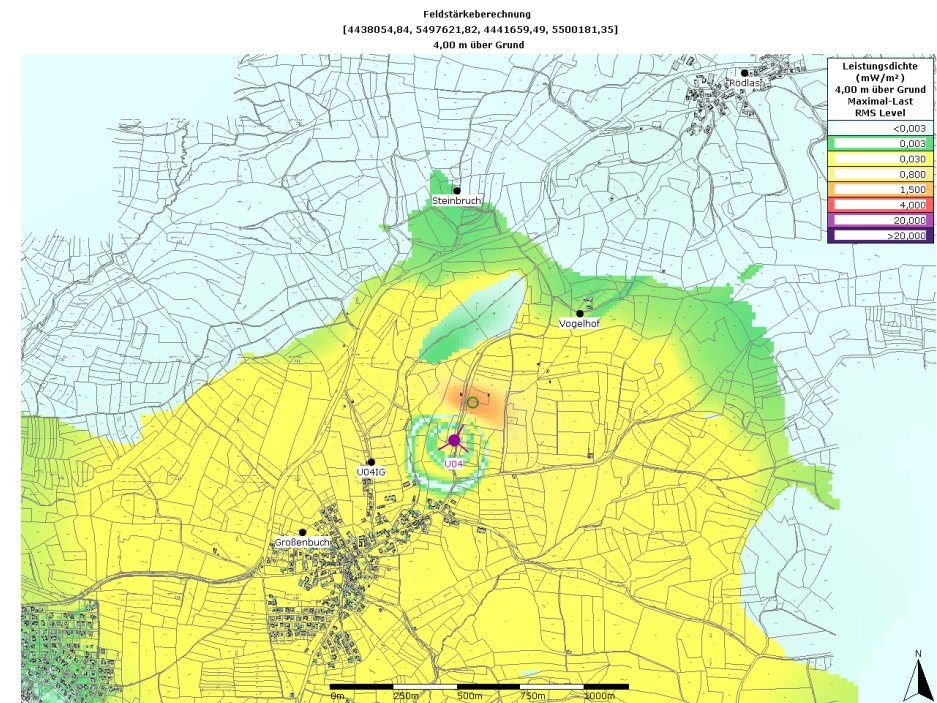 Feldstärkeberechnung
[4438054,84, 5497621,82, 4441659,49, 5500181,35]
4,00 m über Grund
Leistungsdichte
(mW/m²)
4,00 m über Grund
Maximal-Last
RMS Level
<0,003
0,003
0,030
0,800
1,500
4,000
20,000
>20,000
Rödlas
Steinbruch
Vogelhof
U04
U04IG
Großenbuch
N
0m 250m 500m 750m 1000m